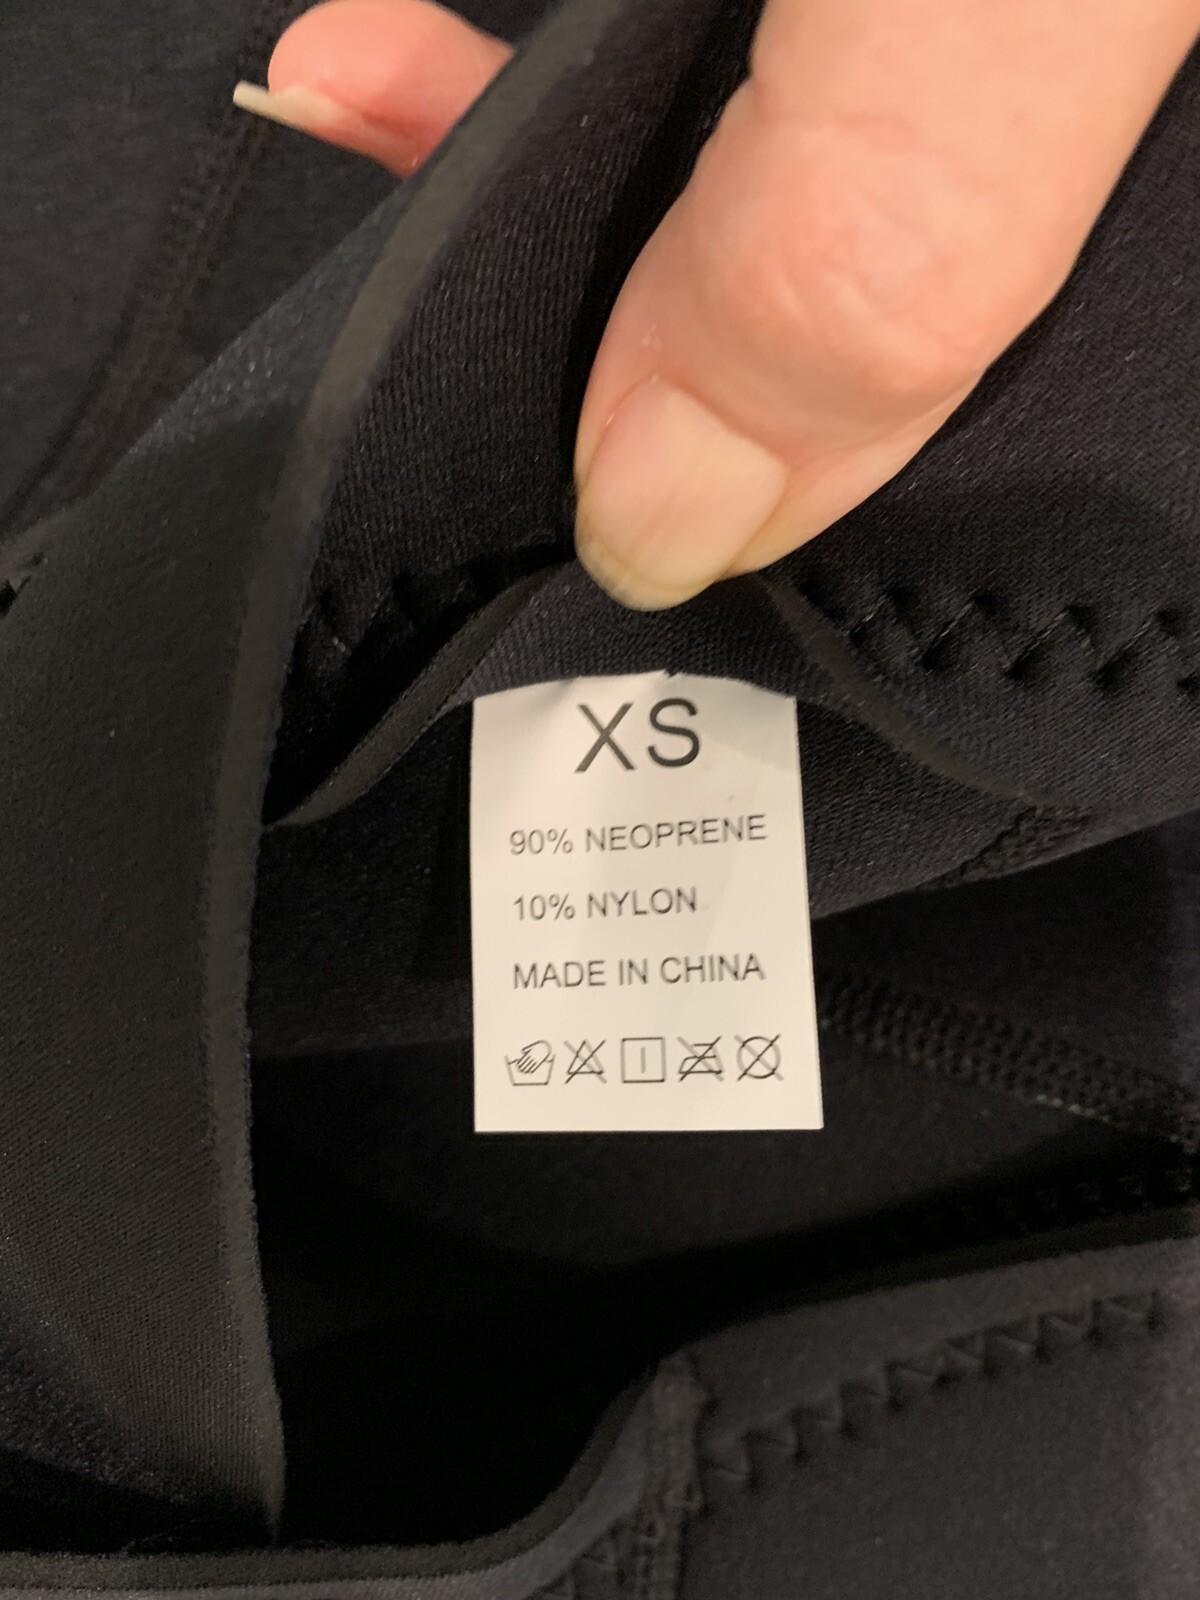 XS
90% NEOPRENE
10% NYLON
MADE IN CHINA